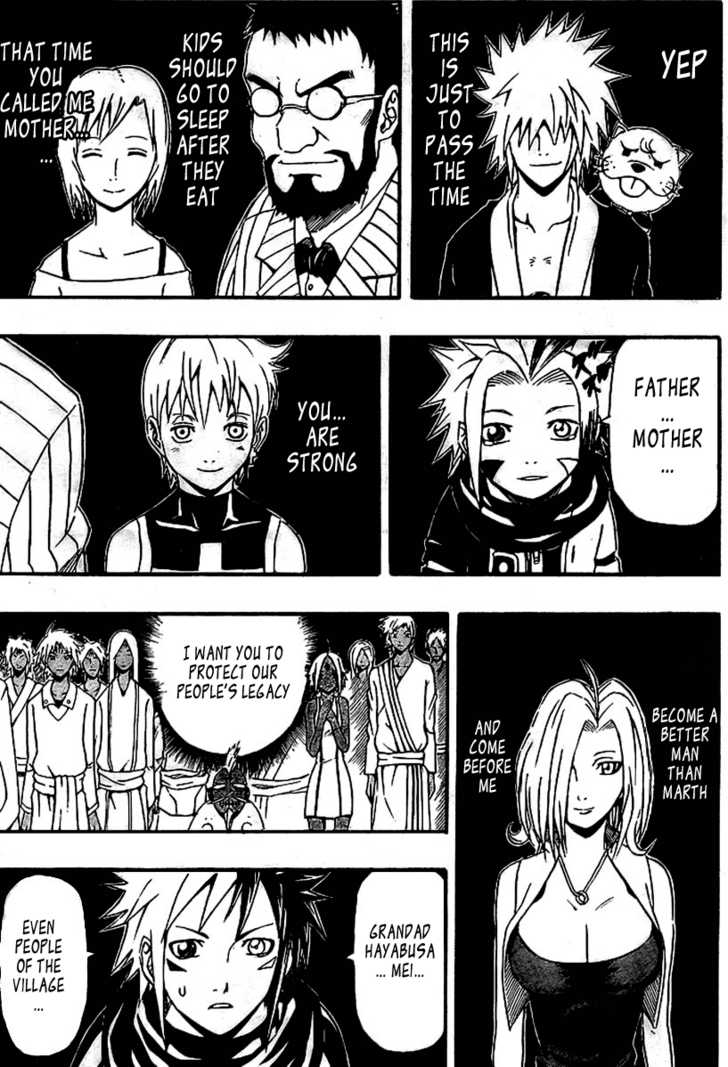 YEP
THIS
IS
JUST
TO
PASS
THE
TIME
KIDS
SHOULD
GO TO
SLEEP
AFTER
THEY
EAT
THAT TIME
YOU
CALLED ME
MOTHER...
...
FATHER
...
MOTHER
...
YOU...
ARE
STRONG
BECOME A
BETTER
MAN
THAN
MARTH
AND
COME
BEFORE
ME
I WANT YOU TO
PROTECT OUR
PEOPLE'S LEGACY
GRANDAD
HAYABUSA
... MEI...
EVEN
PEOPLE
OF THE
VILLAGE
...